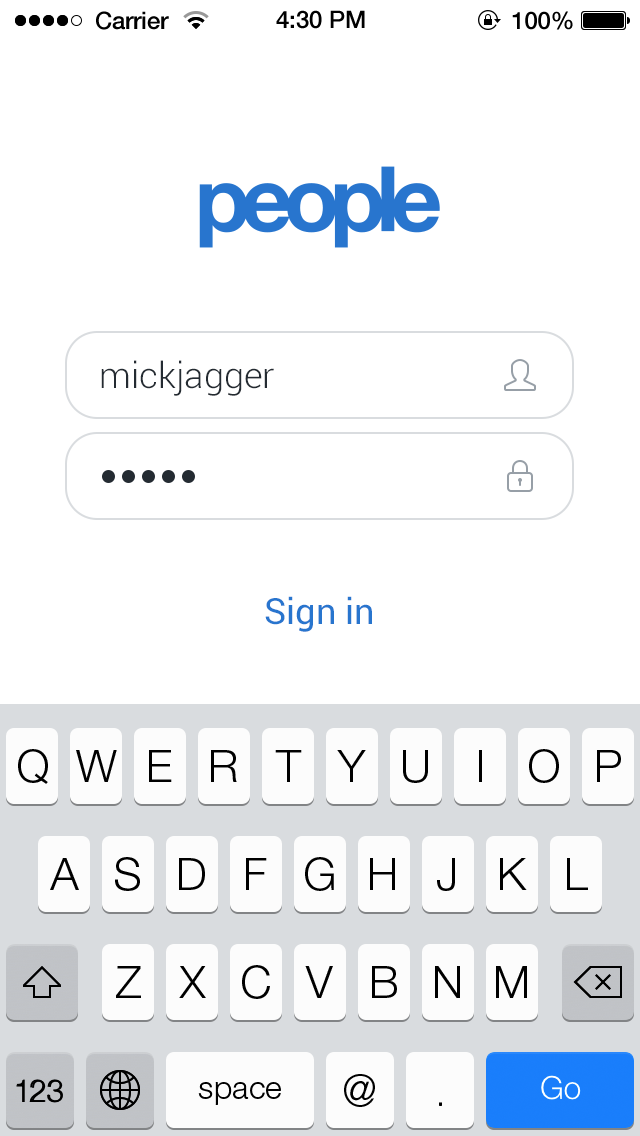 Carrier 4:30 PM 100%
people
mickjagger
•••••
Sign in
Q W E R T Y U I O P
A S D F G H J K L
Z X C V B N M
123 space @ . Go